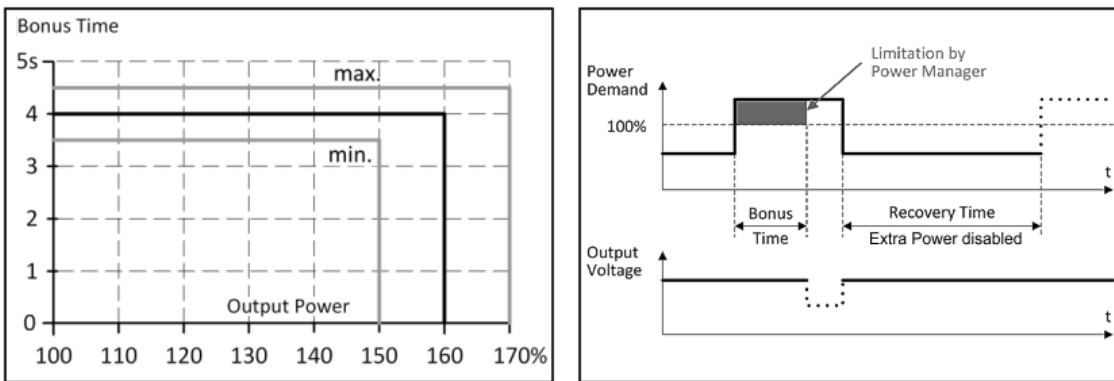 Bonus Time
5s
max.
4
min.
3
2
1
Output Power
0
100 110 120 130 140 150 160 170%
Limitation by
Power Manager
Power
Demand
100%
t
Bonus
Time
Recovery Time
Extra Power disabled
Output
Voltage
t